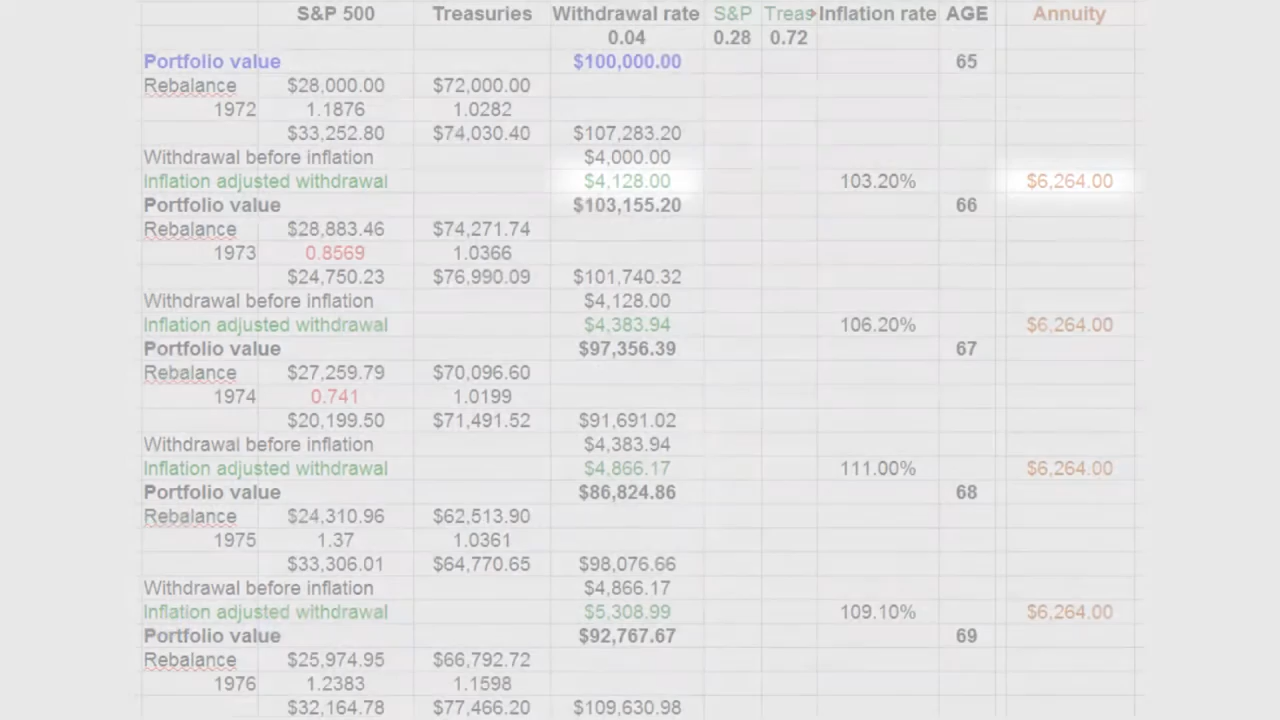 S&P 500 Treasuries Withdrawal rate S&P Treas Inflation rate AGE Annuity
0.04 0.28 0.72
Portfolio value $100,000.00 65
Rebalance $28,000.00 $72,000.00
1972 1.1876 1.0282
$33,252.80 $74,030.40 $107,283.20
Withdrawal before inflation $4,000.00
Inflation adjusted withdrawal $4,128.00 103.20% $6,264.00
Portfolio value $103,155.20 66
Rebalance $28,883.46 $74,271.74
1973 0.8569 1.0366
$24,750.23 $76,990.09 $101,740.32
Withdrawal before inflation $4,128.00
Inflation adjusted withdrawal $4,383.94 106.20% $6,264.00
Portfolio value $97,356.39 67
Rebalance $27,259.79 $70,096.60
1974 0.741 1.0199
$20,199.50 $71,491.52 $91,691.02
Withdrawal before inflation $4,383.94
Inflation adjusted withdrawal $4,866.17 111.00% $6,264.00
Portfolio value $86,824.86 68
Rebalance $24,310.96 $62,513.90
1975 1.37 1.0361
$33,306.01 $64,770.65 $98,076.66
Withdrawal before inflation $4,866.17
Inflation adjusted withdrawal $5,308.99 109.10% $6,264.00
Portfolio value $92,767.67 69
Rebalance $25,974.95 $66,792.72
1976 1.2383 1.1598
$32,164.78 $77,466.20 $109,630.98